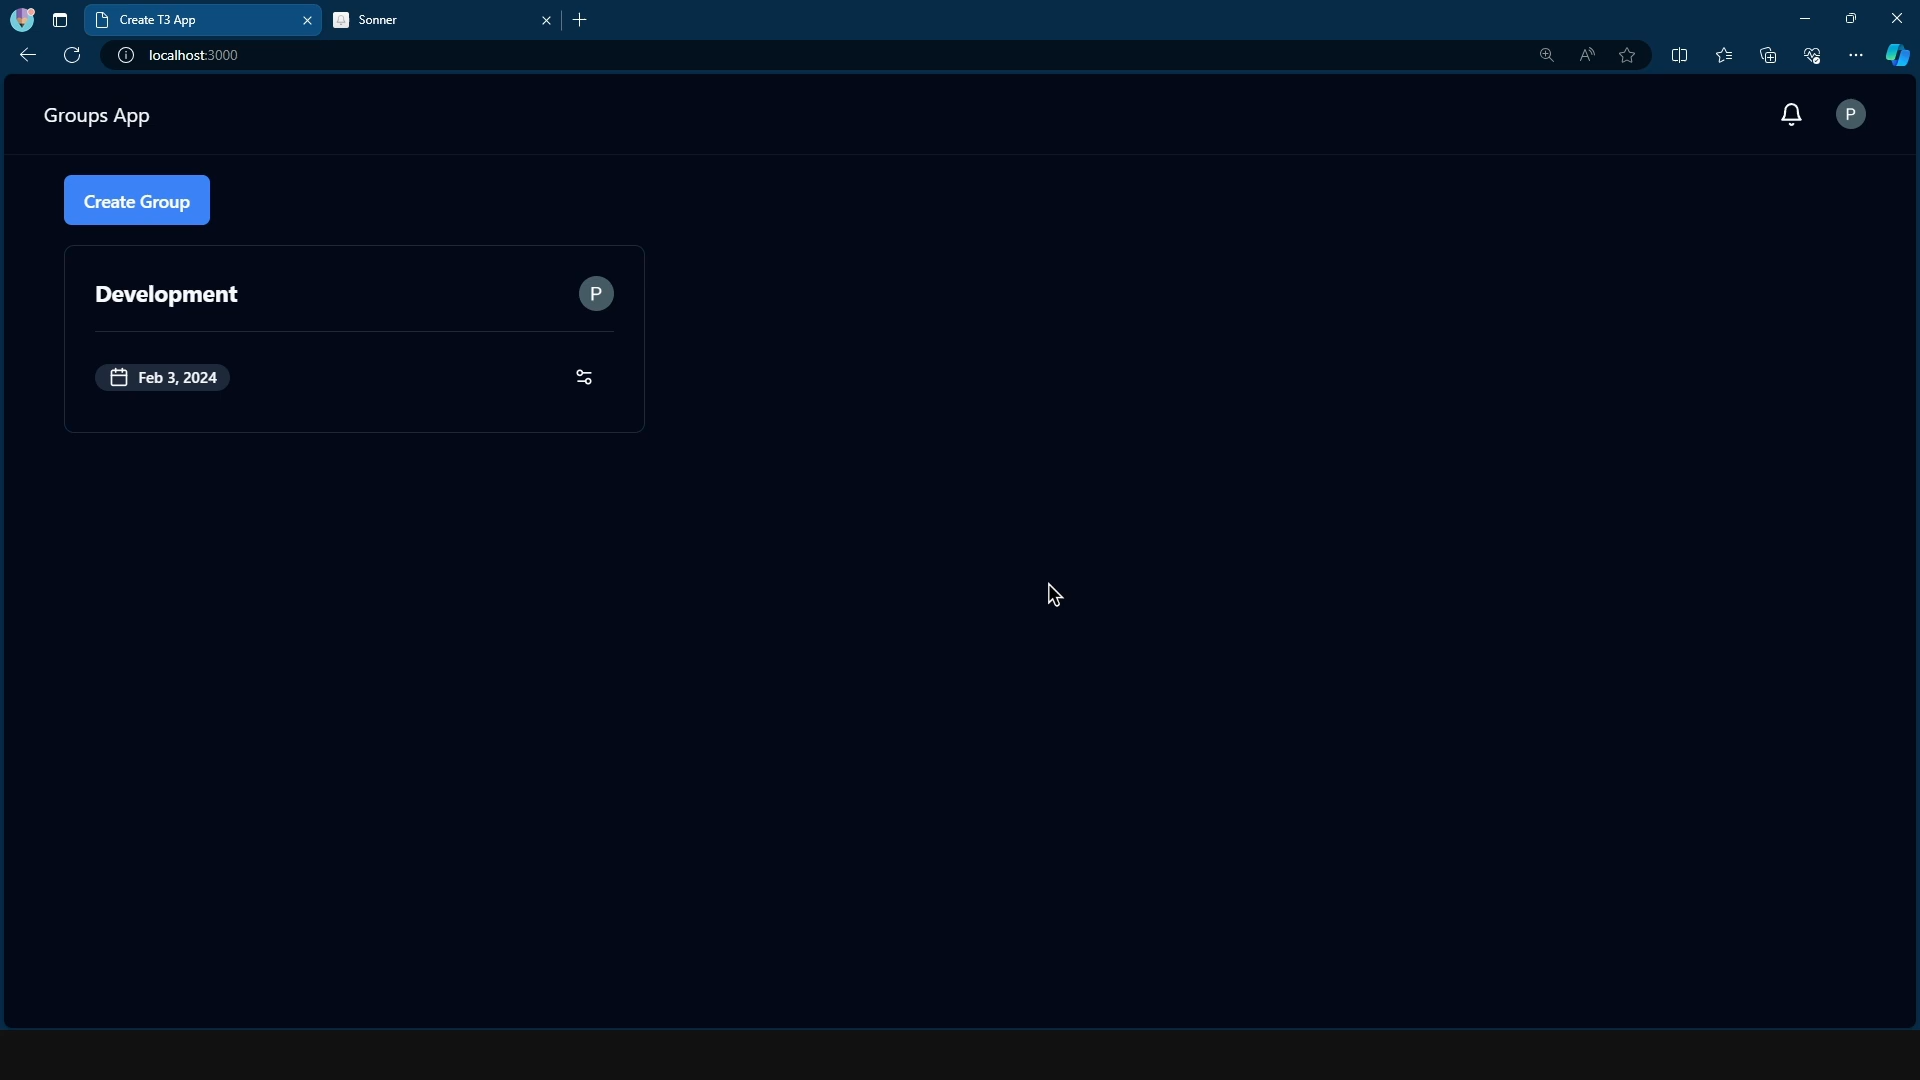 Create T3 App
Sonner
localhost:3000
Groups App
P
Create Group
Development
P
Feb 3, 2024